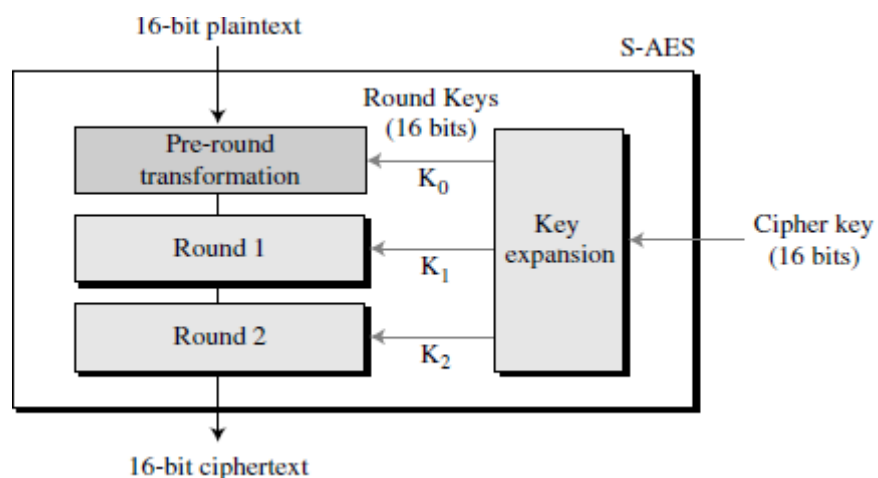 16-bit plaintext
S-AES
Round Keys
(16 bits)
Pre-round
transformation
K0
Round 1
K1
Key
expansion
Cipher key
(16 bits)
Round 2
K2
16-bit ciphertext